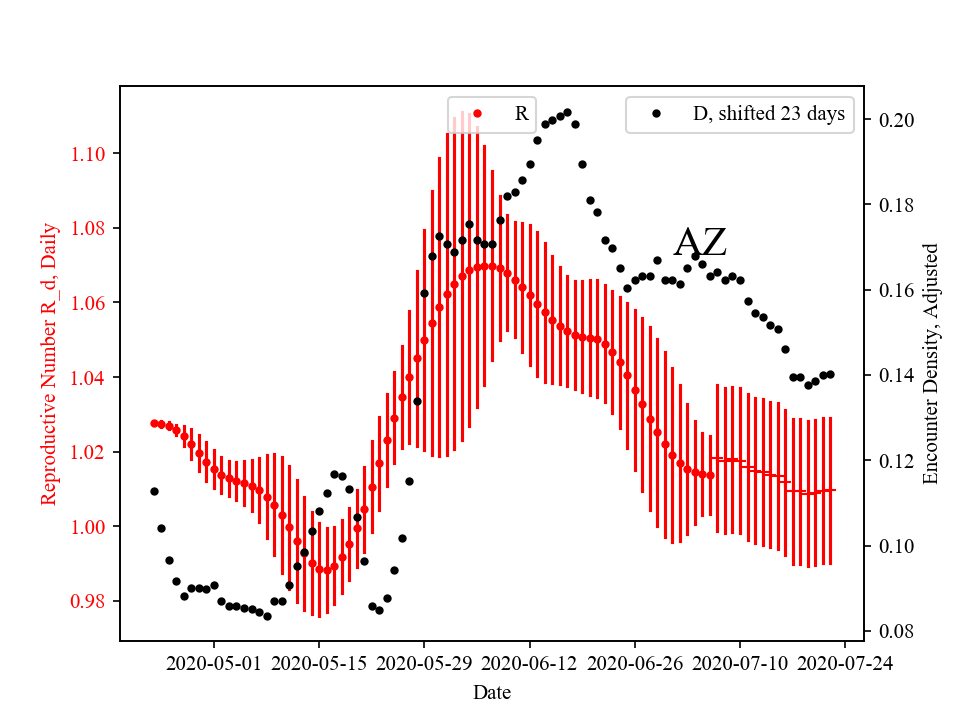 R
D, shifted 23 days
AZ
Reproductive Number R_d, Daily
1.10
1.08
1.06
1.04
1.02
1.00
0.98
0.20
0.18
0.16
0.14
0.12
0.10
0.08
Encounter Density, Adjusted
2020-05-01 2020-05-15 2020-05-29 2020-06-12 2020-06-26 2020-07-10 2020-07-24
Date